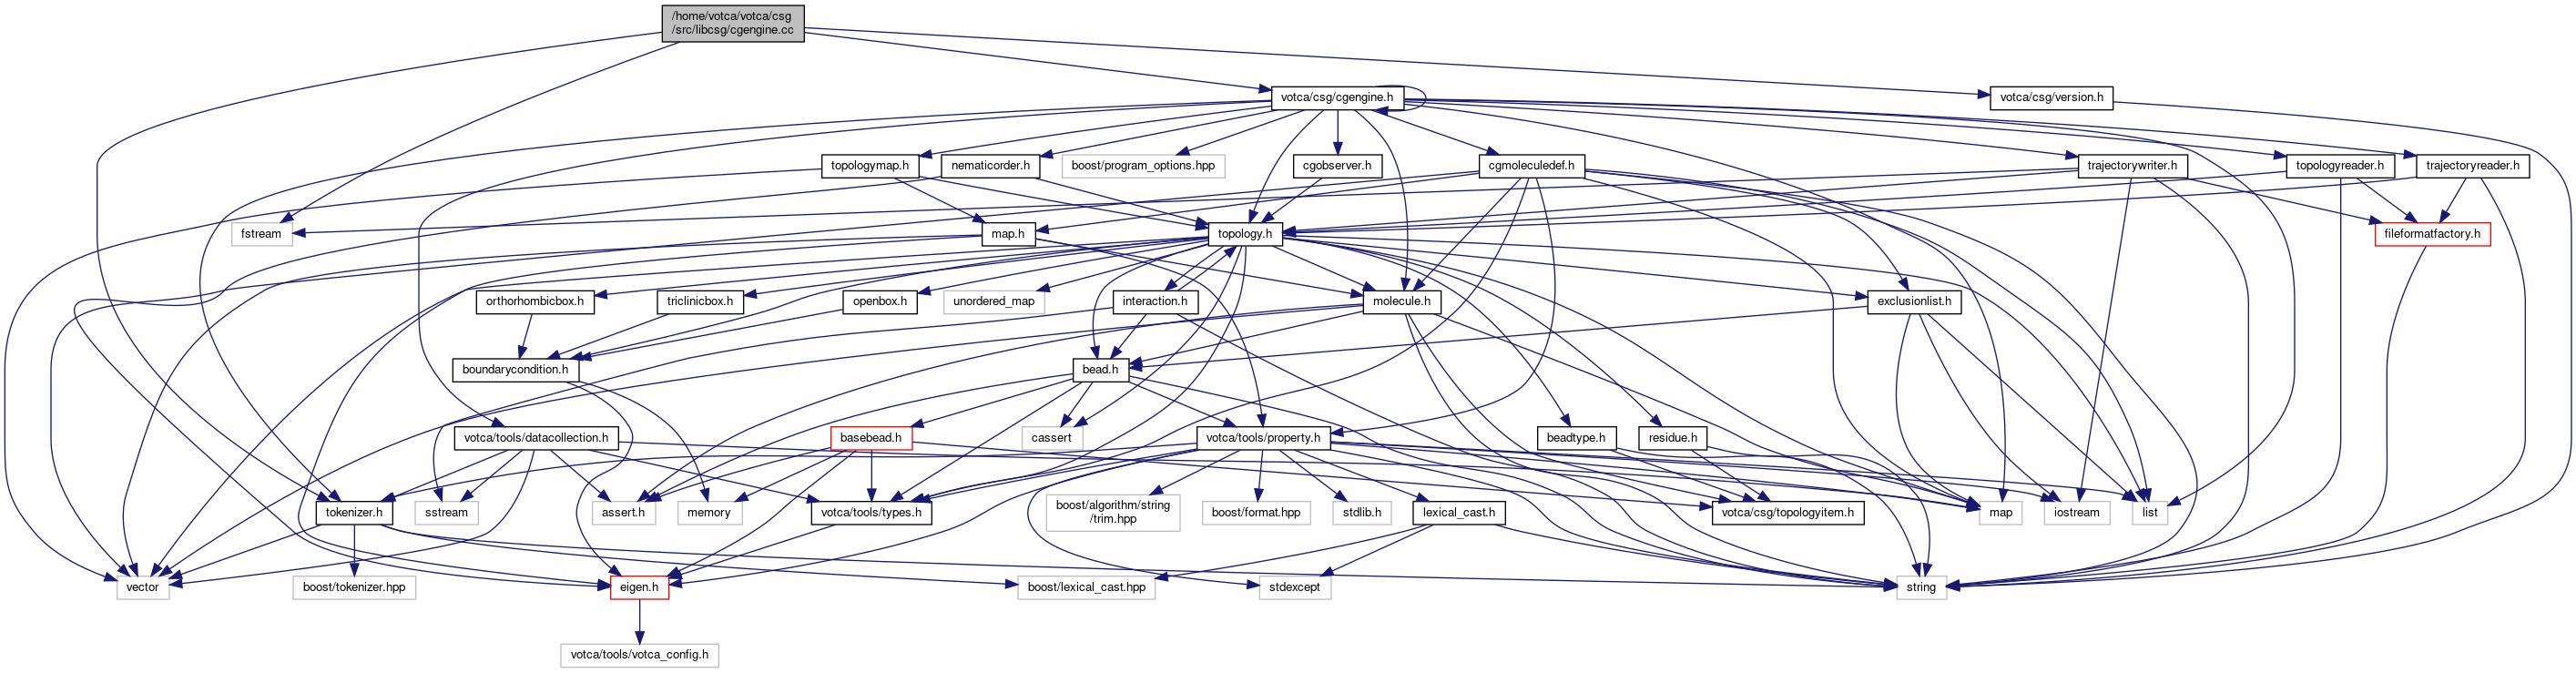 /home/votca/votca/csg
/src/libcsg/cgengine.cc
votca/csg/cgengine.h
votca/csg/version.h
topologymap.h
nematicorder.h
boost/program_options.hpp
cgobserver.h
cgmoleculedef.h
trajectorywriter.h
topologyreader.h
trajectoryreader.h
fstream
map.h
topology.h
fileformatfactory.h
orthorhombicbox.h
triclinicbox.h
openbox.h
unordered_map
interaction.h
molecule.h
exclusionlist.h
boundarycondition.h
bead.h
votca/tools/datacollection.h
basebead.h
cassert
votca/tools/property.h
beadtype.h
residue.h
tokenizer.h
sstream
assert.h
memory
votca/tools/types.h
boost/algorithm/string
/trim.hpp
boost/format.hpp
stdlib.h
lexical_cast.h
votca/csg/topologyitem.h
map
iostream
list
vector
boost/tokenizer.hpp
eigen.h
boost/lexical_cast.hpp
stdexcept
string
votca/tools/votca_config.h